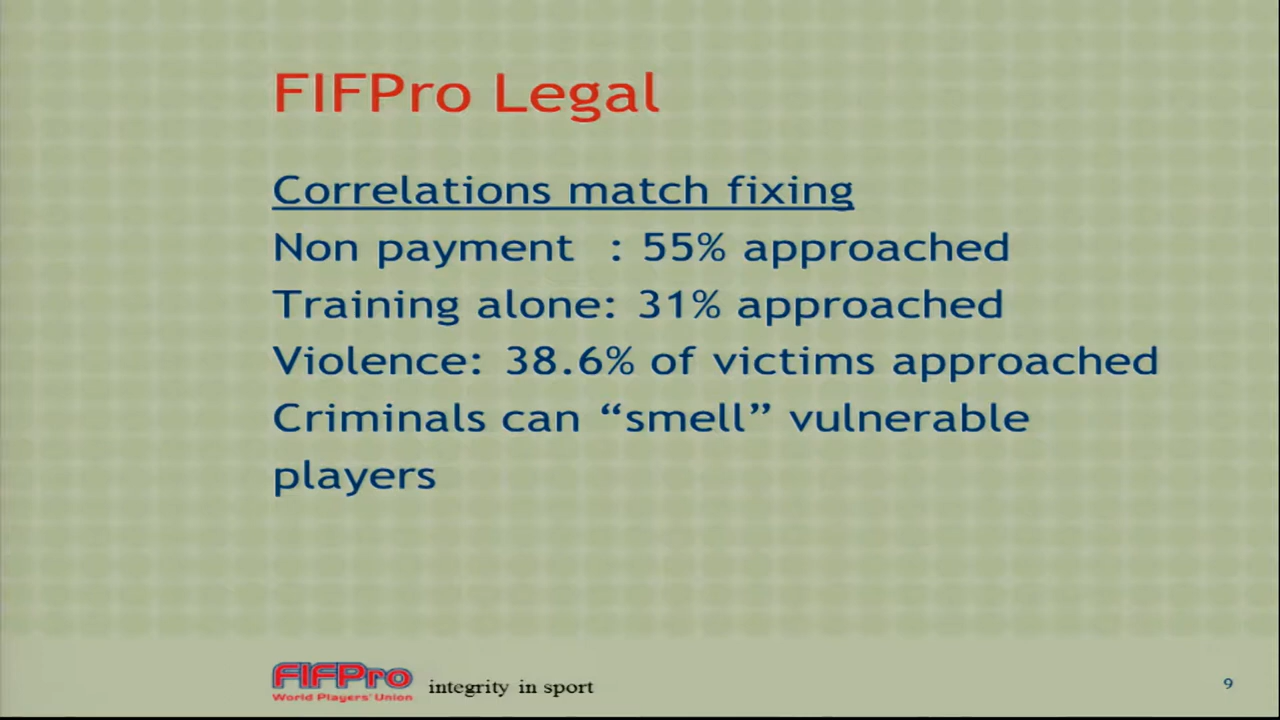 FIFPro Legal
Correlations match fixing
Non payment : 55% approached
Training alone: 31% approached
Violence: 38.6% of victims approached
Criminals can “smell” vulnerable
players
FIFPro
World Players' Union
integrity in sport
9